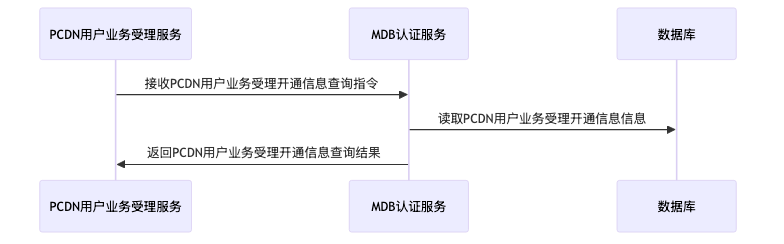 PCDN用户业务受理服务
MDB认证服务
数据库
接收PCDN用户业务受理开通信息查询指令
读取PCDN用户业务受理开通信息信息
返回PCDN用户业务受理开通信息查询结果
PCDN用户业务受理服务
MDB认证服务
数据库